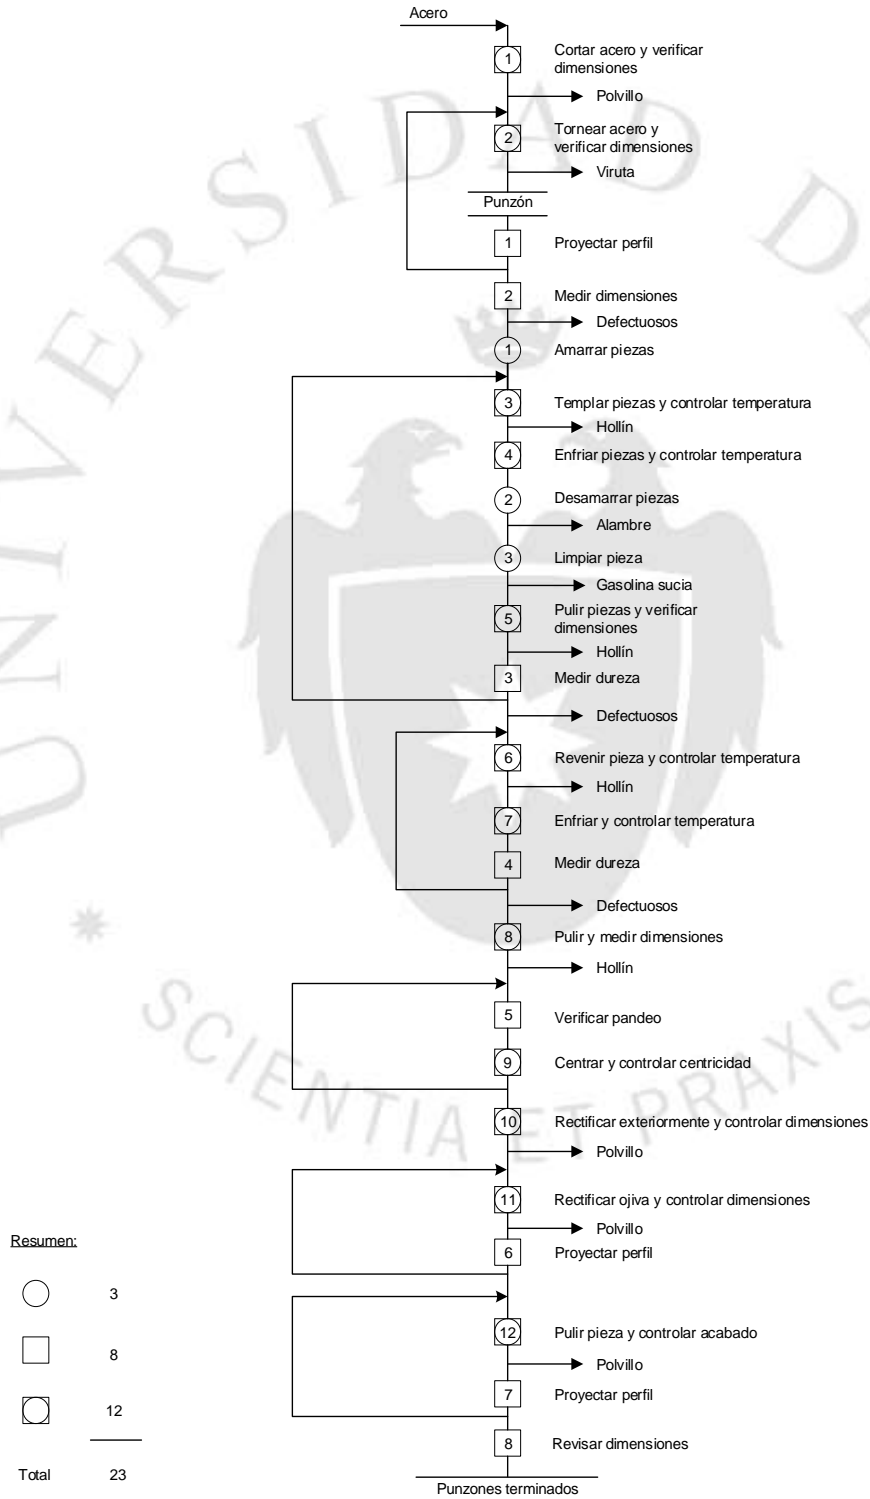 Acero
1
Cortar acero y verificar
dimensiones
Polvillo
2
Tornear acero y
verificar dimensiones
Viruta
Punzón
1
Proyectar perfil
2
Medir dimensiones
Defectuosos
1
Amarrar piezas
3
Templar piezas y controlar temperatura
Hollín
4
Enfriar piezas y controlar temperatura
2
Desamarrar piezas
Alambre
3
Limpiar pieza
Gasolina sucia
5
Pulir piezas y verificar
dimensiones
Hollín
3
Medir dureza
Defectuosos
6
Revenir pieza y controlar temperatura
Hollín
7
Enfriar y controlar temperatura
4
Medir dureza
Defectuosos
8
Pulir y medir dimensiones
Hollín
5
Verificar pandeo
9
Centrar y controlar centricidad
10
Rectificar exteriormente y controlar dimensiones
Polvillo
11
Rectificar ojiva y controlar dimensiones
Polvillo
6
Proyectar perfil
12
Pulir pieza y controlar acabado
Polvillo
7
Proyectar perfil
8
Revisar dimensiones
Punzones terminados
Resumen:
3
8
12
Total 23
UNIVERSIDAD DE
SCIENTIA ET PRAXIS